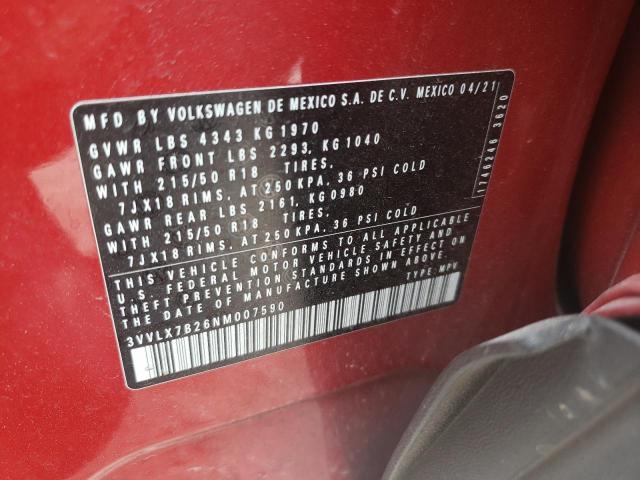 MFD BY VOLKSWAGEN DE MEXICO S.A. DE C.V. MEXICO 04/21
GVWR LBS 4343 KG 1970
GAWR FRONT LBS 2293, KG 1040
WITH 215/50 R18 TIRES,
7JX18 RIMS, AT 250 KPA, 36 PSI COLD
GAWR REAR LBS 2161, KG 0980
WITH 215/50 R18 TIRES,
7JX18 RIMS, AT 250 KPA, 36 PSI COLD
THIS VEHICLE CONFORMS TO ALL APPLICABLE
U.S. FEDERAL MOTOR VEHICLE SAFETY AND
THEFT PREVENTION STANDARDS IN EFFECT ON
THE DATE OF MANUFACTURE SHOWN ABOVE.
TYPE: MPV
3VVLX7B26NM007590
1746246 3620